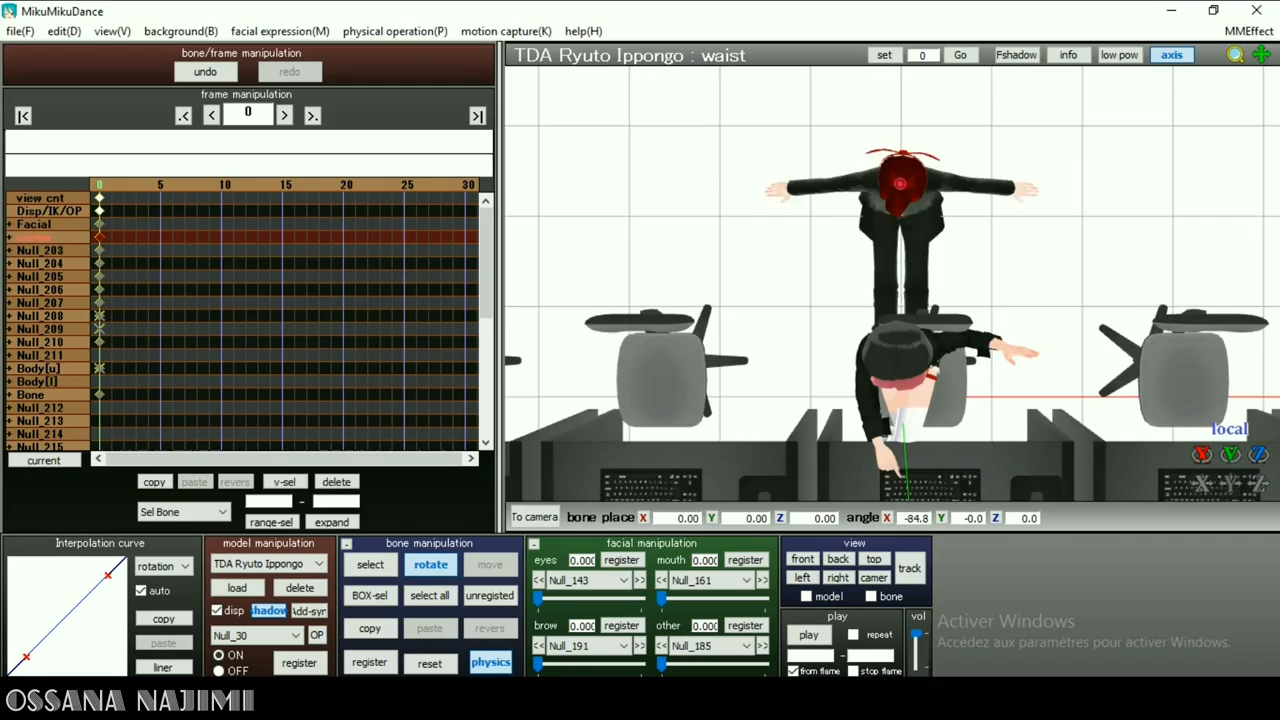 MikuMikuDance
file(F) edit(D) view(V) background(B) facial expression(M) physical operation(P) motion capture(K) help(H) MMEffect
bone/frame manipulation
undo redo
frame manipulation
|< .< < 0 > >. >|
0 5 10 15 20 25 30
view cnt
Disp/IK/OP
+ Facial
+ Null_203
+ Null_204
+ Null_205
+ Null_206
+ Null_207
+ Null_208
+ Null_209
+ Null_210
+ Null_211
+ Body[u]
+ Body[l]
+ Bone
+ Null_212
+ Null_213
+ Null_214
+ Null_215
current
copy paste revers v-sel delete
Sel Bone -
range-sel expand
TDA Ryuto Ippongo : waist set 0 Go Fshadow info low pow axis
local
X Y Z
X Y Z
To camera bone place X 0.00 Y 0.00 Z 0.00 angle X -84.8 Y -0.0 Z 0.0
Interpolation curve
rotation
auto
copy
paste
liner
model manipulation
TDA Ryuto Ippongo
load delete
disp shadow Add-syn
Null_30 OP
ON
OFF
register
- bone manipulation
select rotate move
BOX-sel select all unregisted
copy paste revers
register reset physics
- facial manipulation
eyes 0.000 register mouth 0.000 register
<< Null_143 >> << Null_161 >>
brow 0.000 register other 0.000 register
<< Null_191 >> << Null_185 >>
view
front back top
left right camer
track
model bone
play
play repeat
-
from flame stop flame
vol
Activer Windows
Accédez aux paramètres pour activer Windows.
OSSANA NAJIMI